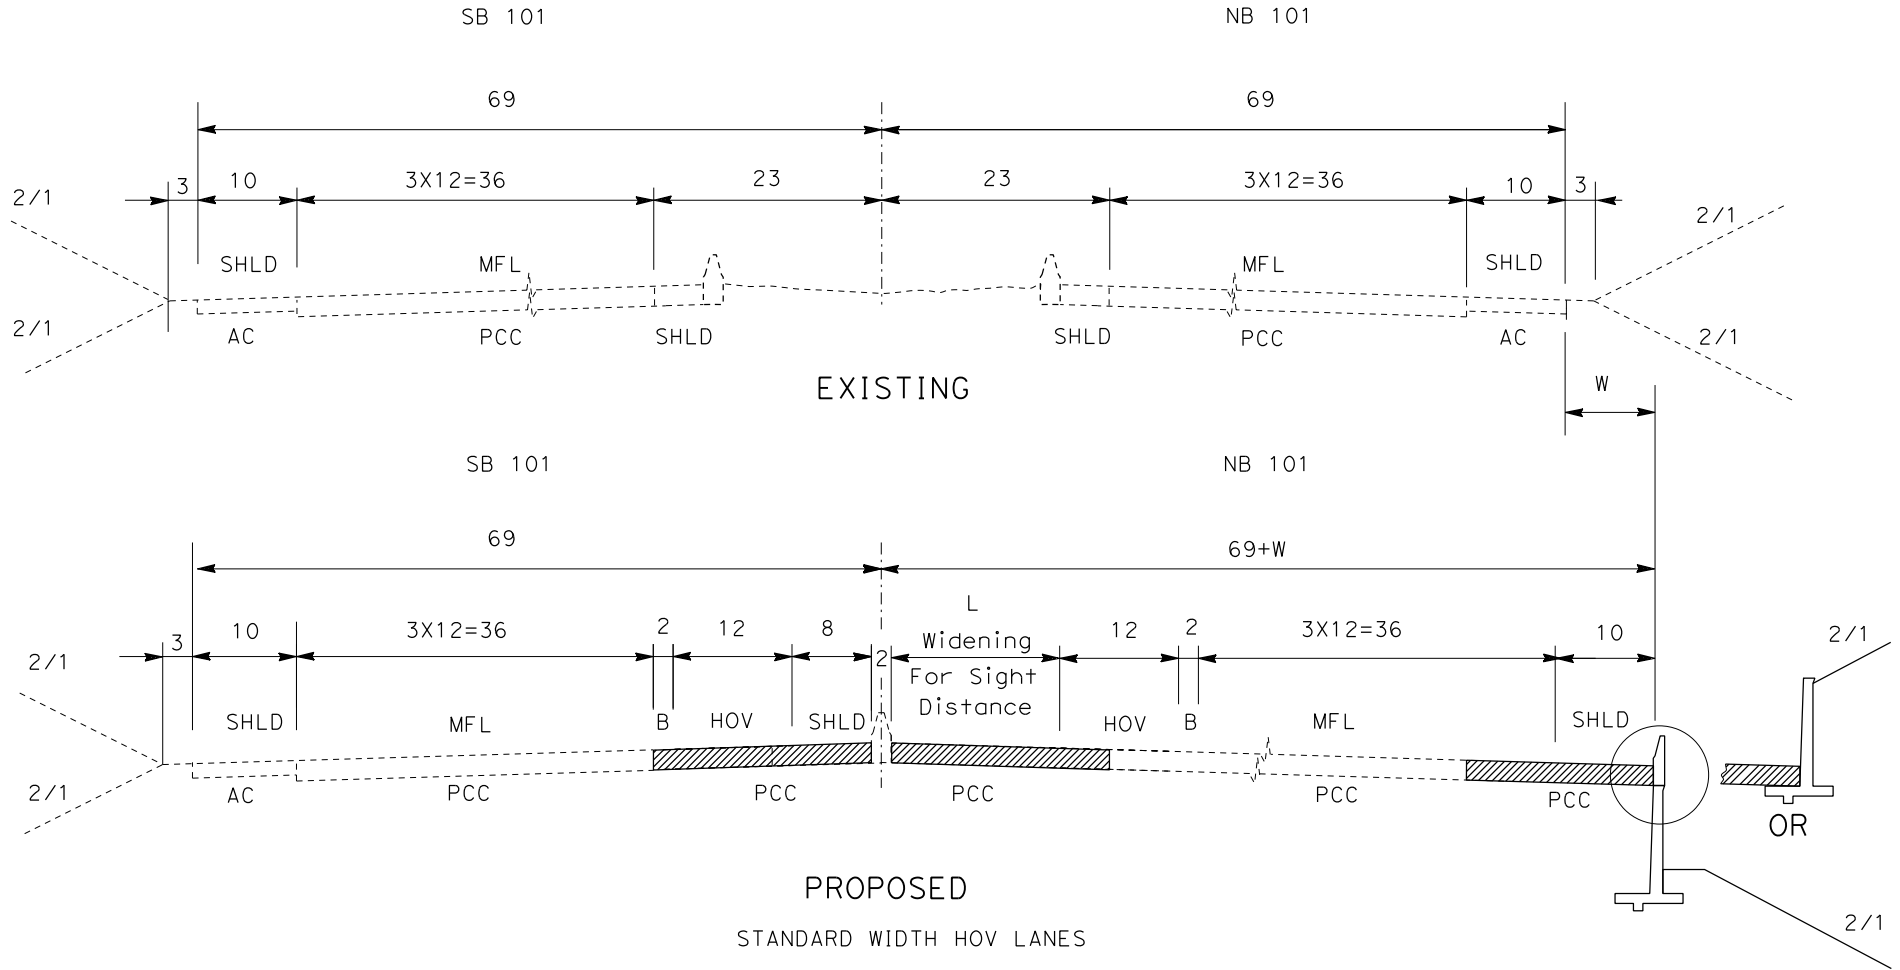 SB 101 NB 101
69 69
3 10 3X12=36 23 23 3X12=36 10 3
2/1 2/1
SHLD MFL MFL SHLD
2/1 AC PCC SHLD SHLD PCC AC 2/1
EXISTING
W
SB 101 NB 101
69 69+W
L
Widening
For Sight
Distance
3 10 3X12=36 2 12 8 2 12 2 3X12=36 10
2/1 2/1
SHLD MFL B HOV SHLD HOV B MFL SHLD
2/1 AC PCC PCC PCC PCC PCC
OR
PROPOSED
2/1
STANDARD WIDTH HOV LANES